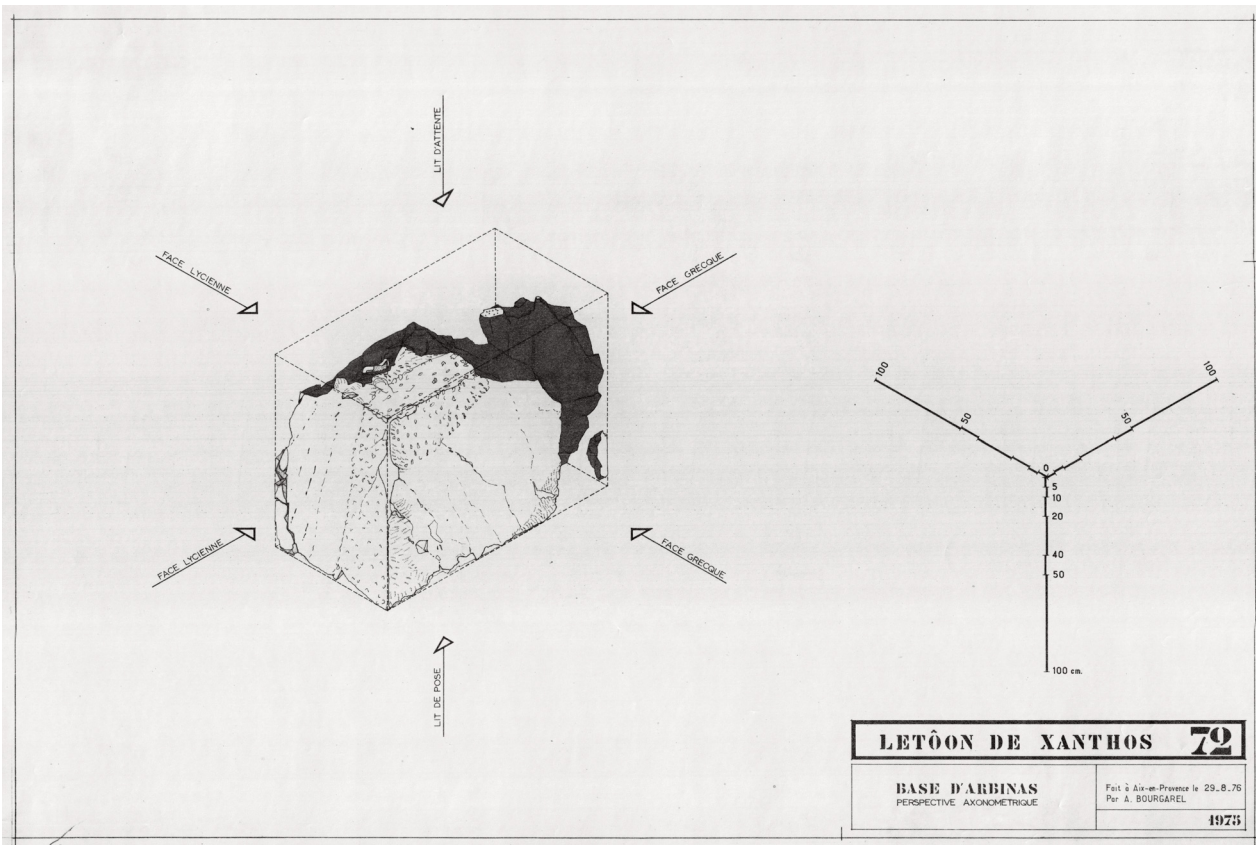 LIT D'ATTENTE
FACE LYCIENNE
FACE GRECQUE
FACE LYCIENNE
FACE GRECQUE
LIT DE POSE
100
100
50
50
0
5
10
20
40
50
100 cm.
LETÔON DE XANTHOS 72
BASE D'ARBINAS
PERSPECTIVE AXONOMETRIQUE
Fait à Aix-en-Provence le 29_8_76
Par A. BOURGAREL
1975